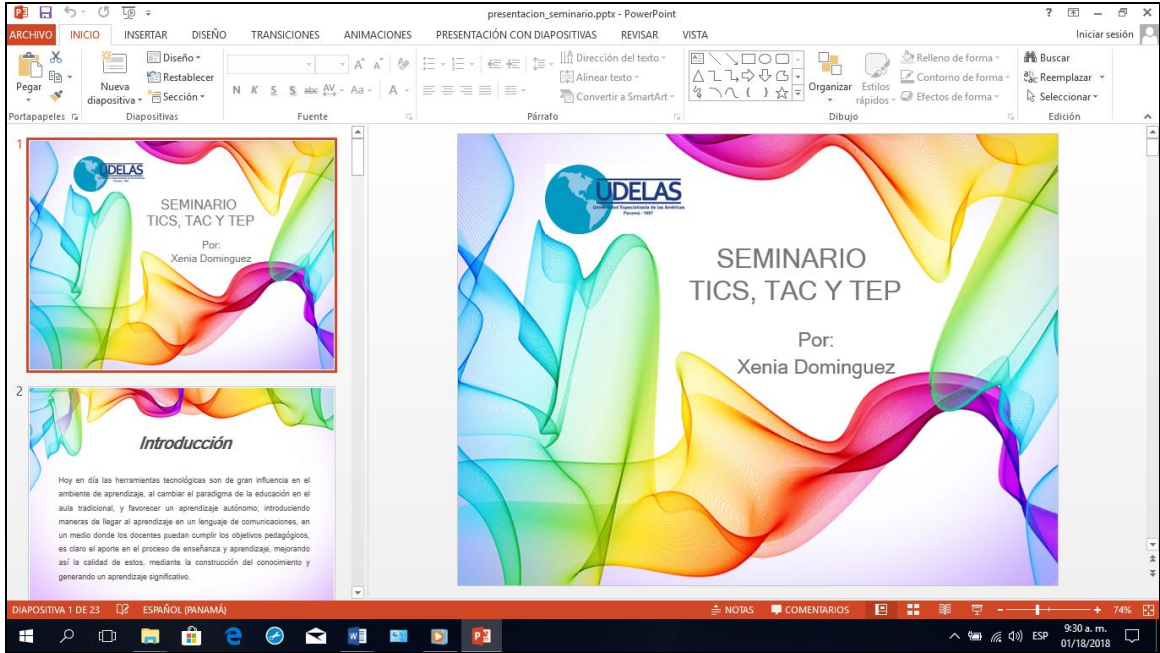 presentacion_seminario.pptx - PowerPoint
ARCHIVO INICIO INSERTAR DISEÑO TRANSICIONES ANIMACIONES PRESENTACIÓN CON DIAPOSITIVAS REVISAR VISTA Iniciar sesión
Pegar
Nueva diapositiva
Diseño
Restablecer
Sección
N K S S abc AV Aa A
Dirección del texto
Alinear texto
Convertir a SmartArt
Organizar
Estilos rápidos
Relleno de forma
Contorno de forma
Efectos de forma
Buscar
Reemplazar
Seleccionar
Portapapeles Diapositivas Fuente Párrafo Dibujo Edición
1
UDELAS
SEMINARIO
TICS, TAC Y TEP
Por:
Xenia Dominguez
2
Introducción
Hoy en día las herramientas tecnológicas son de gran influencia en el
ambiente de aprendizaje, al cambiar el paradigma de la educación en el
aula tradicional, y favorecer un aprendizaje autónomo; introduciendo
maneras de llegar al aprendizaje en un lenguaje de comunicaciones, en
un medio donde los docentes puedan cumplir los objetivos pedagógicos,
es claro el aporte en el proceso de enseñanza y aprendizaje, mejorando
así la calidad de estos, mediante la construcción del conocimiento y
generando un aprendizaje significativo.
UDELAS
Universidad Especializada de las Américas
Panamá - 1997
SEMINARIO
TICS, TAC Y TEP
Por:
Xenia Dominguez
DIAPOSITIVA 1 DE 23 ESPAÑOL (PANAMÁ) NOTAS COMENTARIOS 74%
ESP
9:30 a. m.
01/18/2018